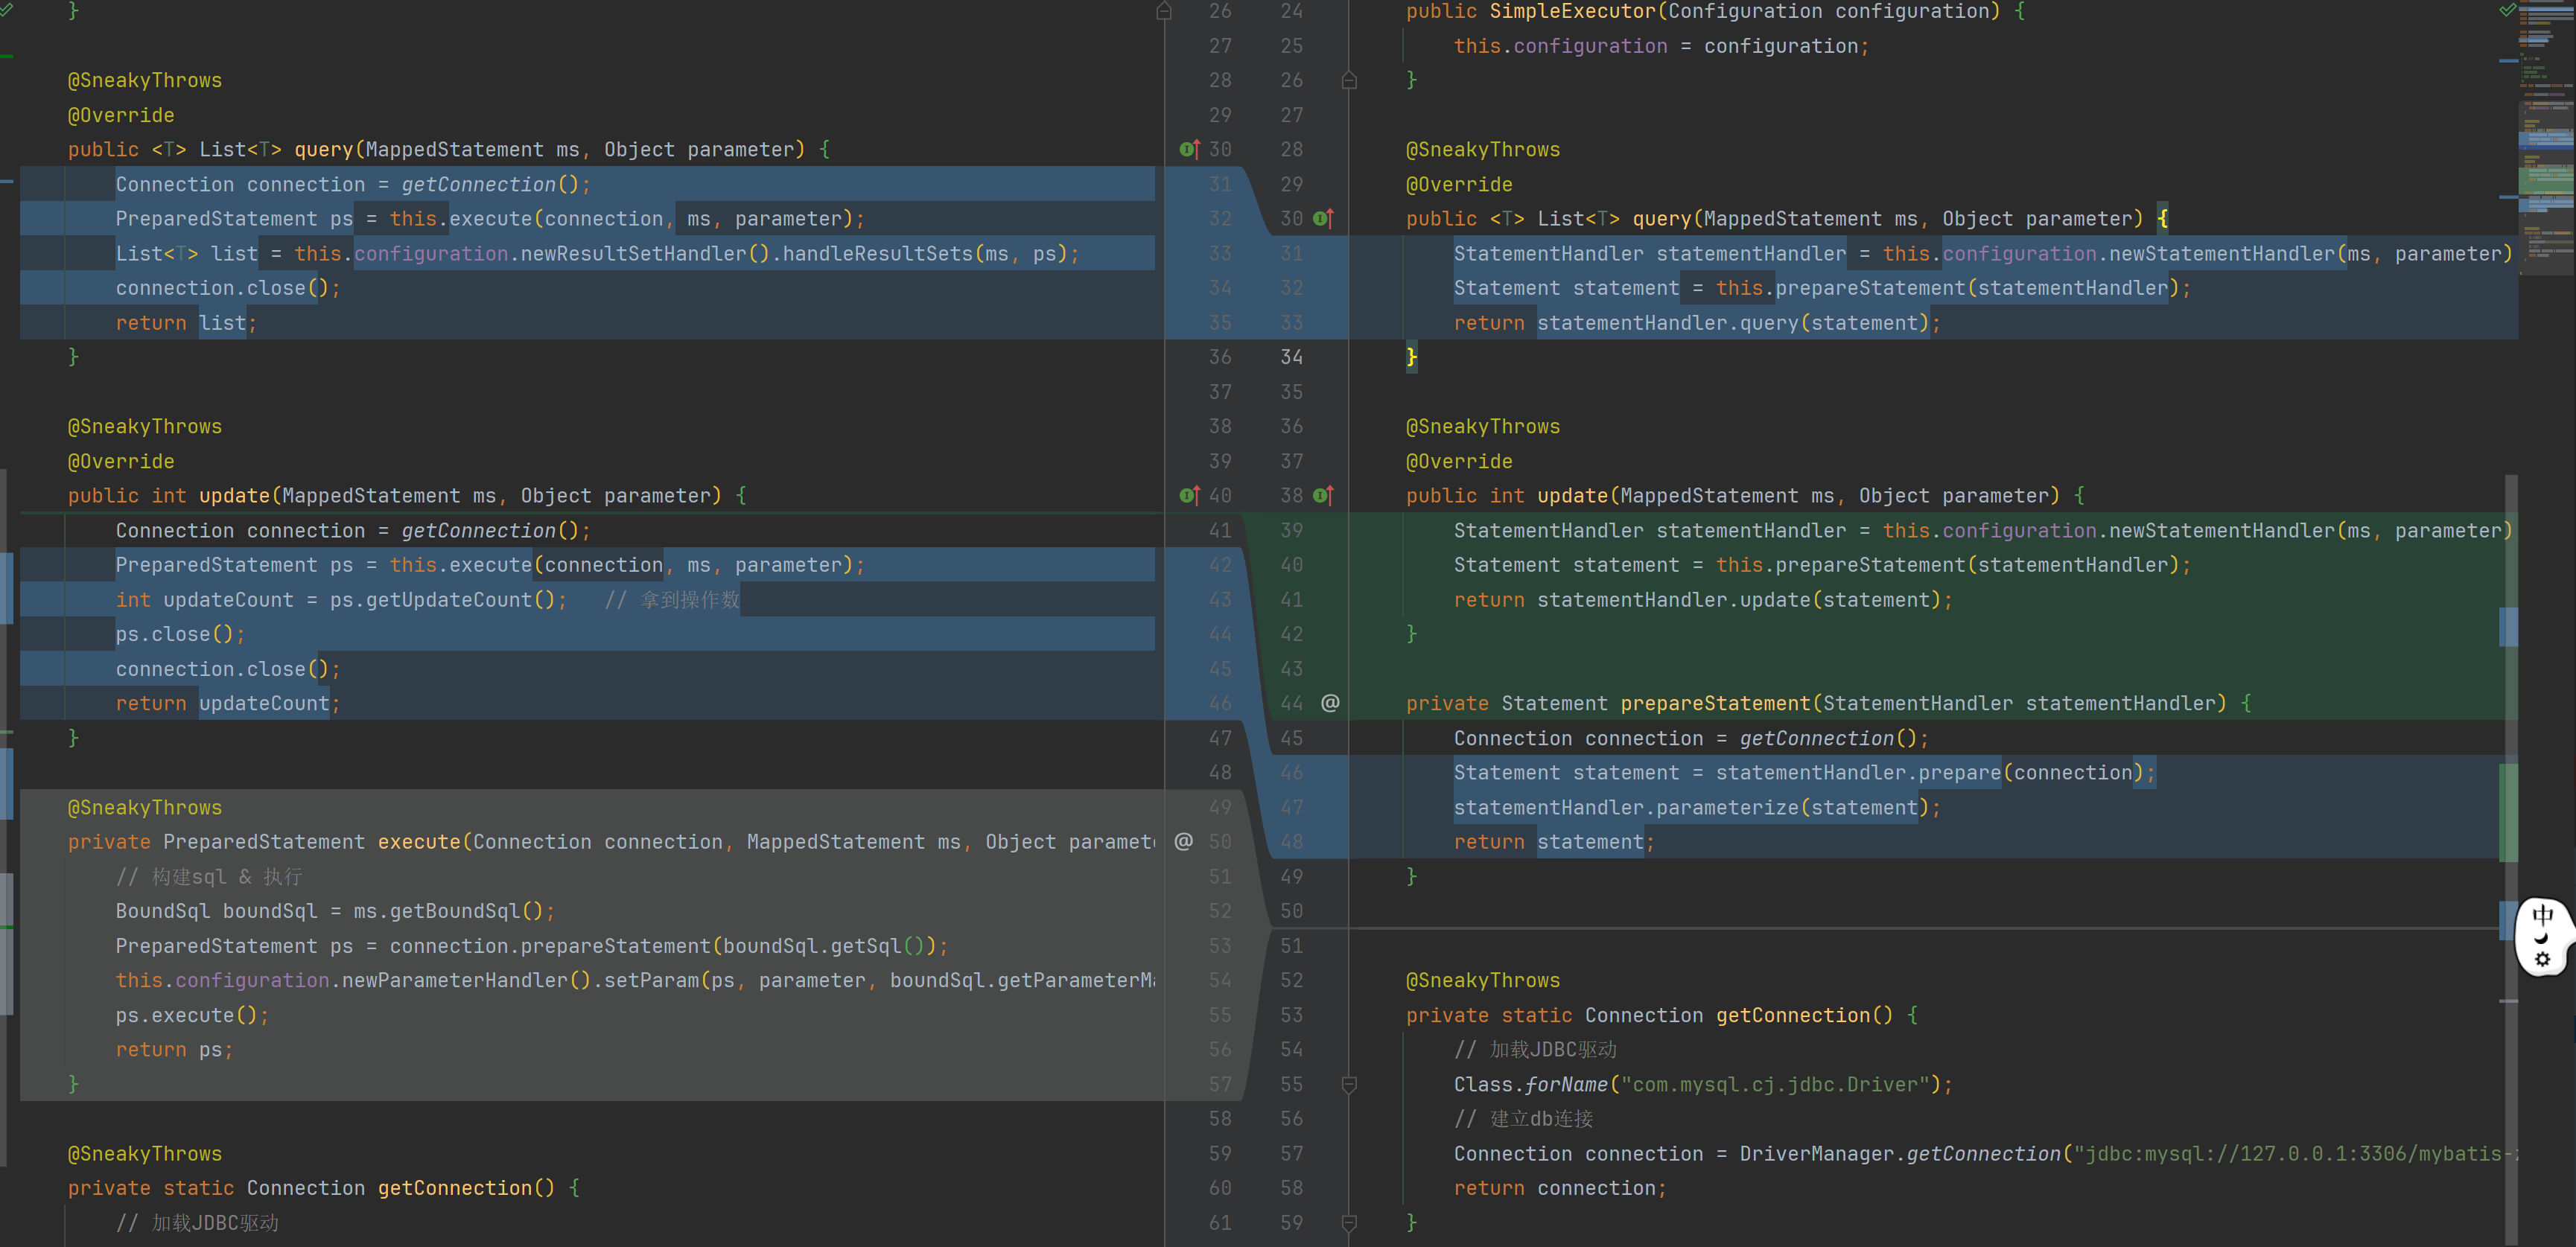 }
@SneakyThrows
@Override
public <T> List<T> query(MappedStatement ms, Object parameter) {
Connection connection = getConnection();
PreparedStatement ps = this.execute(connection, ms, parameter);
List<T> list = this.configuration.newResultSetHandler().handleResultSets(ms, ps);
connection.close();
return list;
}
@SneakyThrows
@Override
public int update(MappedStatement ms, Object parameter) {
Connection connection = getConnection();
PreparedStatement ps = this.execute(connection, ms, parameter);
int updateCount = ps.getUpdateCount();   // 拿到操作数
ps.close();
connection.close();
return updateCount;
}
@SneakyThrows
private PreparedStatement execute(Connection connection, MappedStatement ms, Object paramet
// 构建sql & 执行
BoundSql boundSql = ms.getBoundSql();
PreparedStatement ps = connection.prepareStatement(boundSql.getSql());
this.configuration.newParameterHandler().setParam(ps, parameter, boundSql.getParameterM
ps.execute();
return ps;
}
@SneakyThrows
private static Connection getConnection() {
// 加载JDBC驱动
26 24
27 25
28 26
29 27
30 28
31 29
32 30
33 31
34 32
35 33
36 34
37 35
38 36
39 37
40 38
41 39
42 40
43 41
44 42
45 43
46 44 @
47 45
48 46
49 47
@ 50 48
51 49
52 50
53 51
54 52
55 53
56 54
57 55
58 56
59 57
60 58
61 59
public SimpleExecutor(Configuration configuration) {
this.configuration = configuration;
}
@SneakyThrows
@Override
public <T> List<T> query(MappedStatement ms, Object parameter) {
StatementHandler statementHandler = this.configuration.newStatementHandler(ms, parameter)
Statement statement = this.prepareStatement(statementHandler);
return statementHandler.query(statement);
}
@SneakyThrows
@Override
public int update(MappedStatement ms, Object parameter) {
StatementHandler statementHandler = this.configuration.newStatementHandler(ms, parameter)
Statement statement = this.prepareStatement(statementHandler);
return statementHandler.update(statement);
}
private Statement prepareStatement(StatementHandler statementHandler) {
Connection connection = getConnection();
Statement statement = statementHandler.prepare(connection);
statementHandler.parameterize(statement);
return statement;
}
@SneakyThrows
private static Connection getConnection() {
// 加载JDBC驱动
Class.forName("com.mysql.cj.jdbc.Driver");
// 建立db连接
Connection connection = DriverManager.getConnection("jdbc:mysql://127.0.0.1:3306/mybatis-
return connection;
}
中